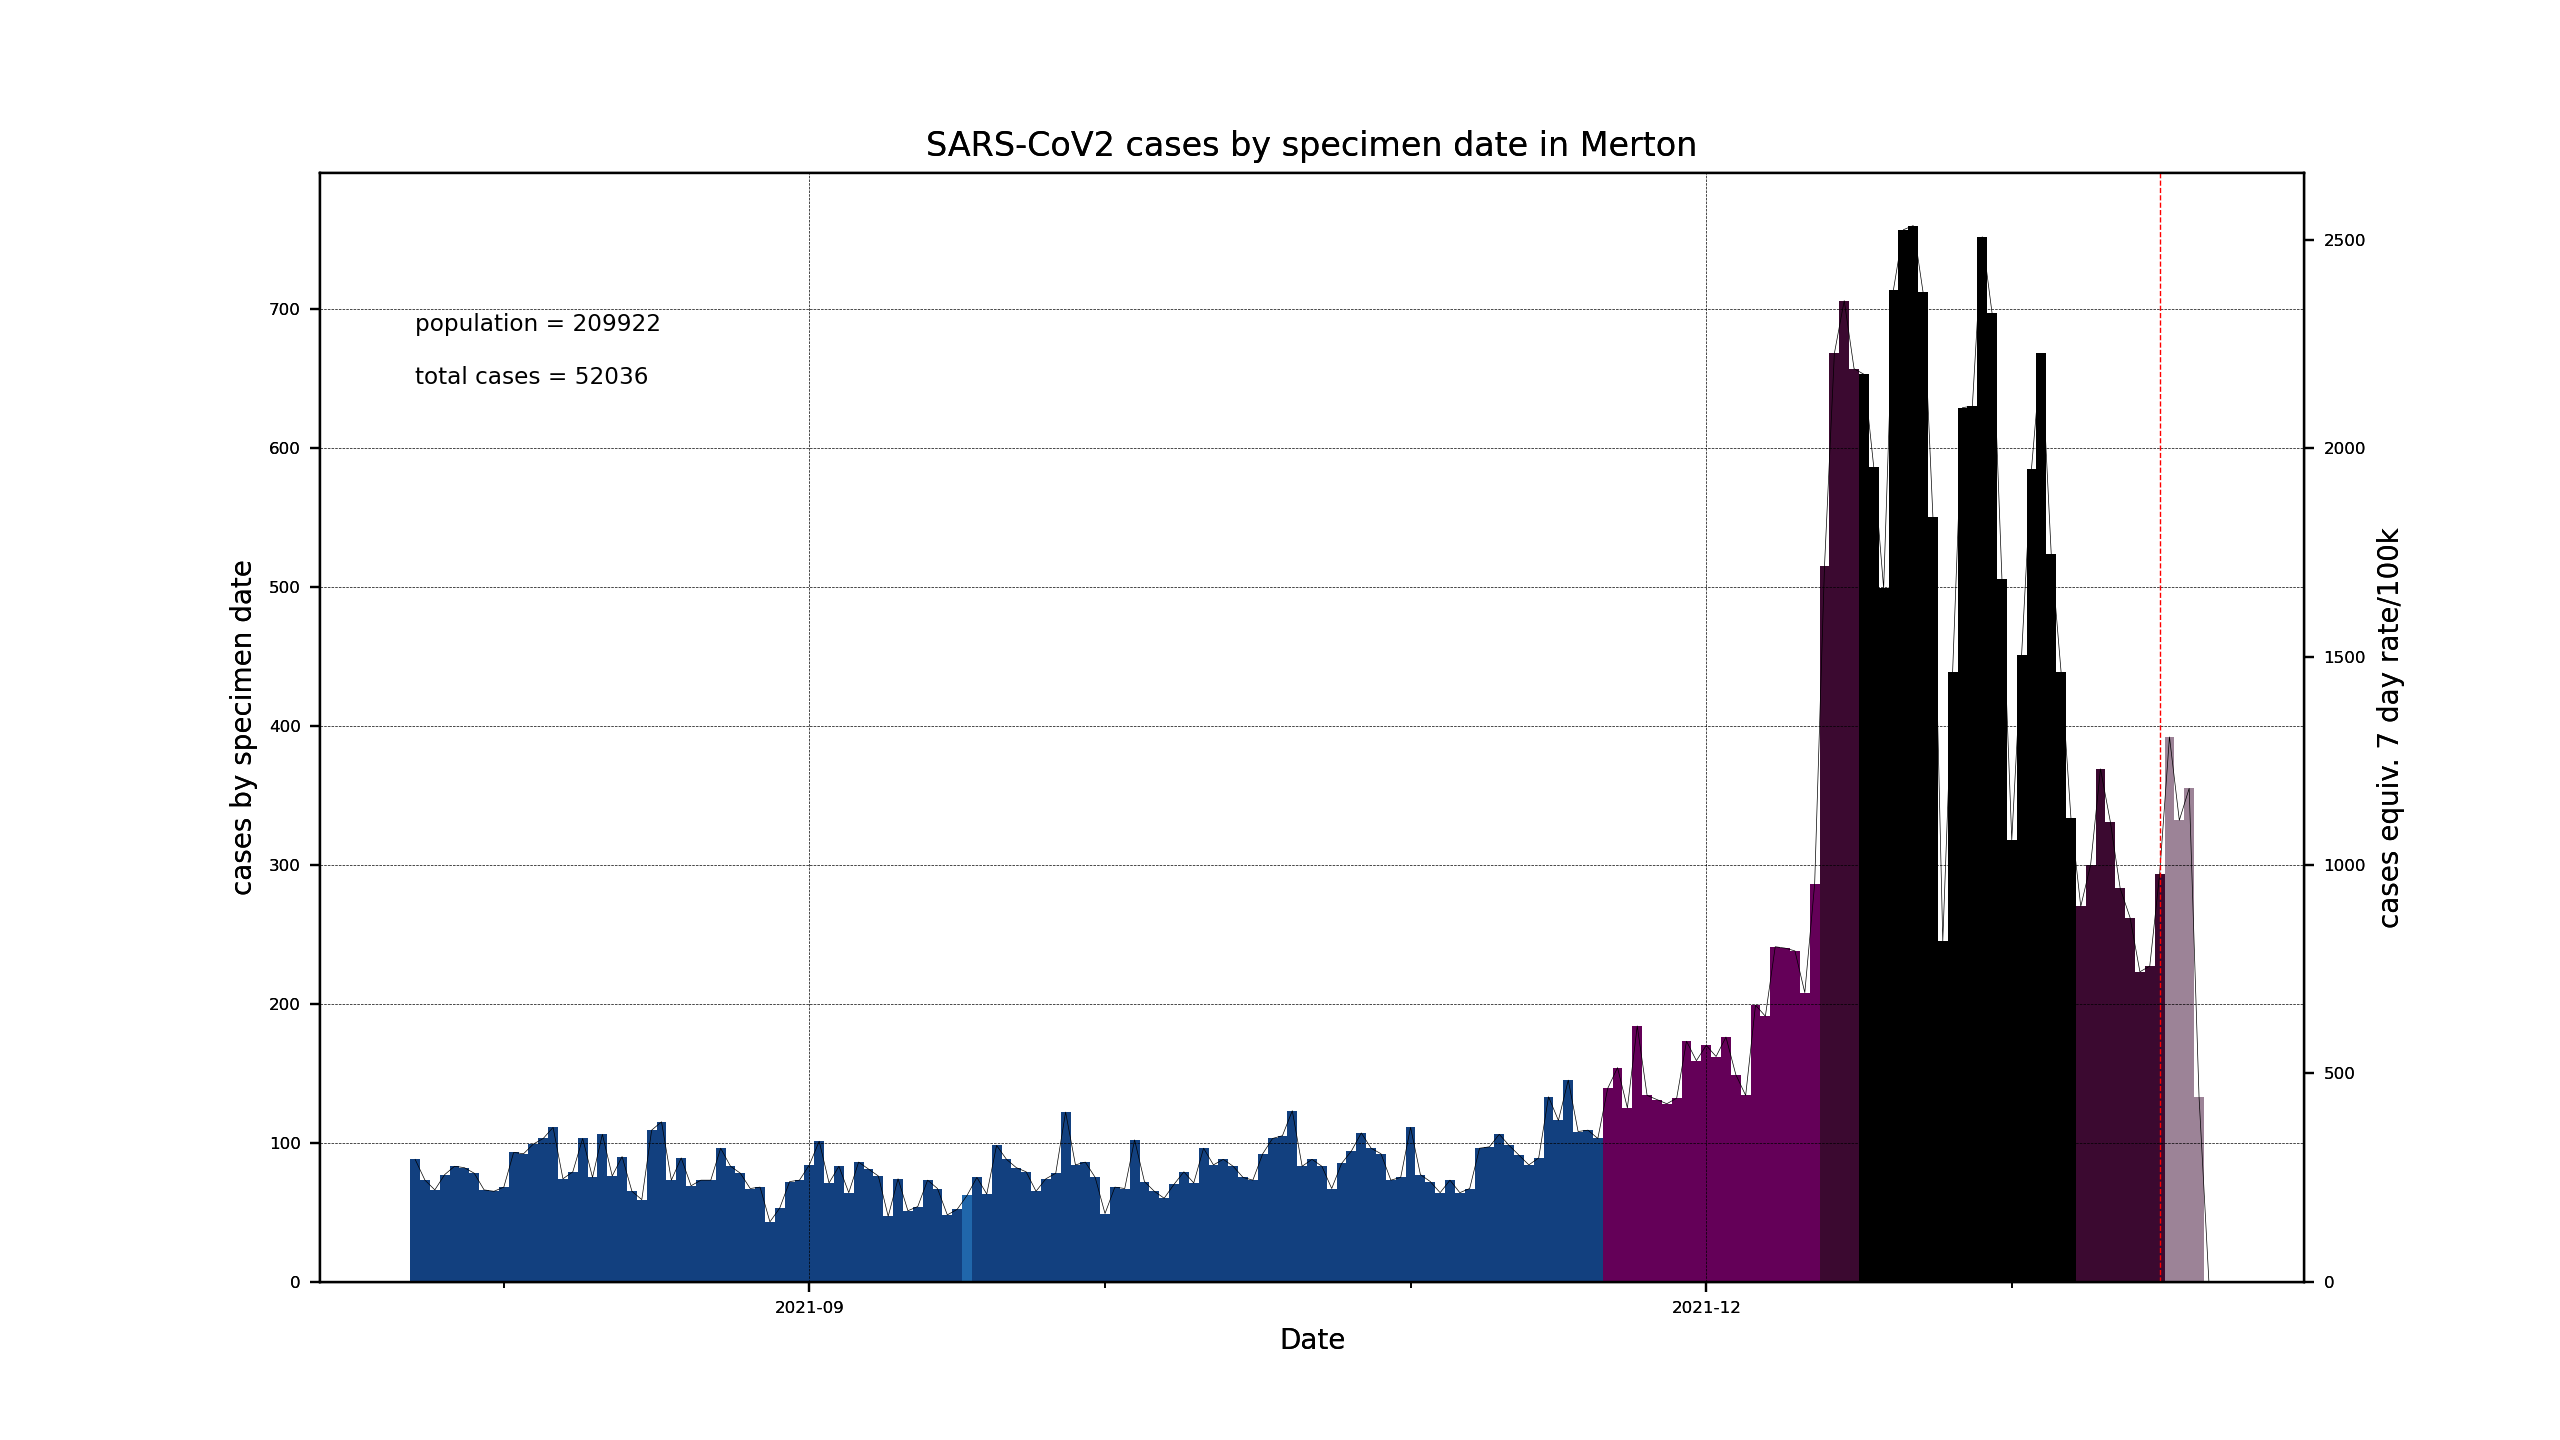 SARS-CoV2 cases by specimen date in Merton
population = 209922
total cases = 52036
cases by specimen date
700
600
500
400
300
200
100
0
2500
2000
1500
1000
500
0
cases equiv. 7 day rate/100k
2021-09
2021-12
Date